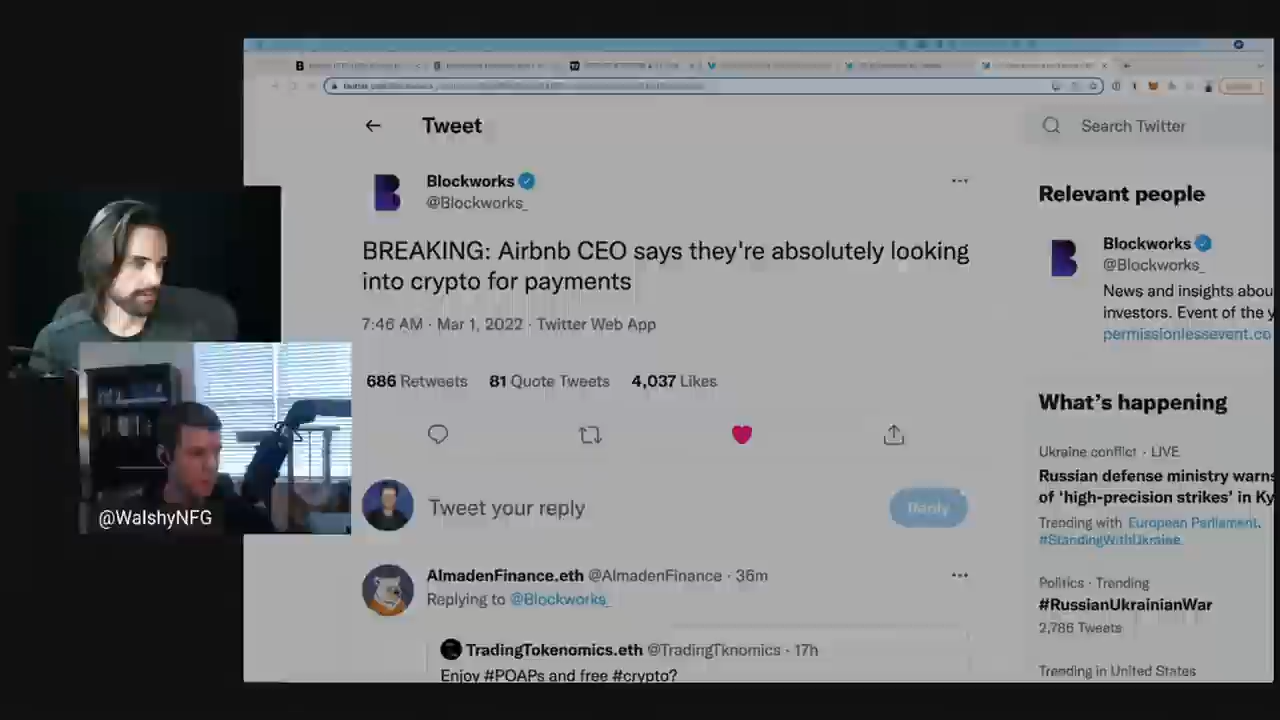 Tweet
Search Twitter
Blockworks
@Blockworks_
BREAKING: Airbnb CEO says they're absolutely looking
into crypto for payments
7:46 AM · Mar 1, 2022 · Twitter Web App
686 Retweets 81 Quote Tweets 4,037 Likes
Tweet your reply
Reply
AlmadenFinance.eth @AlmadenFinance · 36m
Replying to @Blockworks_
TradingTokenomics.eth @TradingTknomics · 17h
Enjoy #POAPs and free #crypto?
Relevant people
Blockworks
@Blockworks_
News and insights abou
investors. Event of the y
permissionlessevent.co
What's happening
Ukraine conflict · LIVE
Russian defense ministry warns
of 'high-precision strikes' in Ky
Trending with European Parliament,
#StandingWithUkraine
Politics · Trending
#RussianUkrainianWar
2,786 Tweets
Trending in United States
@WalshyNFG